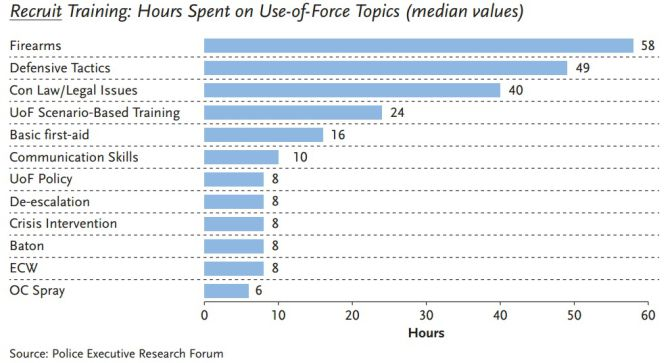 Recruit Training: Hours Spent on Use-of-Force Topics (median values)
Firearms 58
Defensive Tactics 49
Con Law/Legal Issues 40
UoF Scenario-Based Training 24
Basic first-aid 16
Communication Skills 10
UoF Policy 8
De-escalation 8
Crisis Intervention 8
Baton 8
ECW 8
OC Spray 6
0 10 20 30 40 50 60
Hours
Source: Police Executive Research Forum